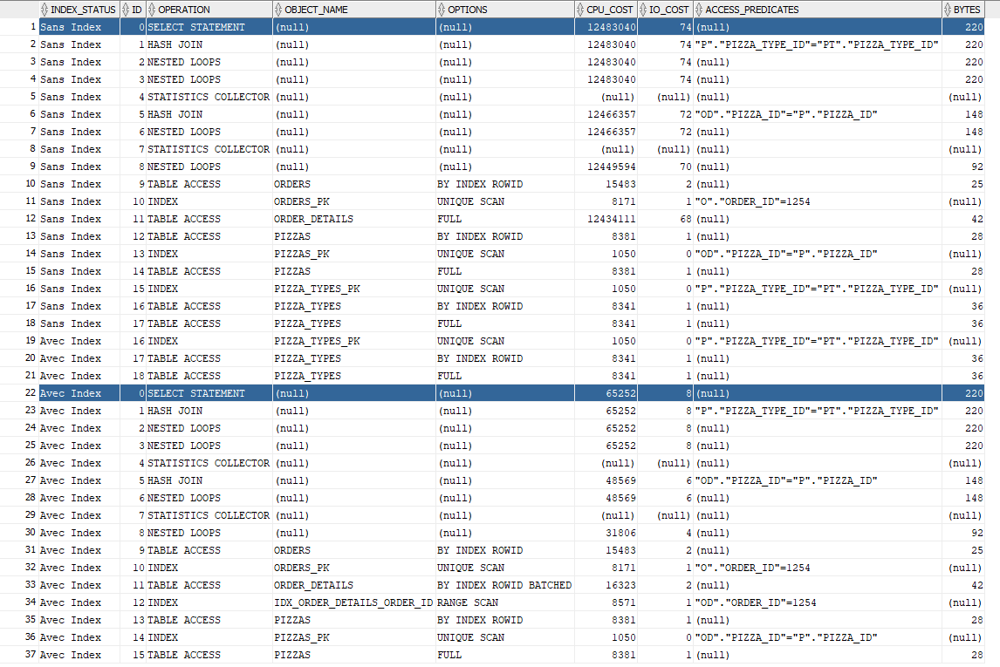 INDEX_STATUS ID OPERATION OBJECT_NAME OPTIONS CPU_COST IO_COST ACCESS_PREDICATES BYTES
1 Sans Index 0 SELECT STATEMENT (null) (null) 12483040 74 (null) 220
2 Sans Index 1 HASH JOIN (null) (null) 12483040 74 "P"."PIZZA_TYPE_ID"="PT"."PIZZA_TYPE_ID" 220
3 Sans Index 2 NESTED LOOPS (null) (null) 12483040 74 (null) 220
4 Sans Index 3 NESTED LOOPS (null) (null) 12483040 74 (null) 220
5 Sans Index 4 STATISTICS COLLECTOR (null) (null) (null) (null) (null) (null)
6 Sans Index 5 HASH JOIN (null) (null) 12466357 72 "OD"."PIZZA_ID"="P"."PIZZA_ID" 148
7 Sans Index 6 NESTED LOOPS (null) (null) 12466357 72 (null) 148
8 Sans Index 7 STATISTICS COLLECTOR (null) (null) (null) (null) (null) (null)
9 Sans Index 8 NESTED LOOPS (null) (null) 12449594 70 (null) 92
10 Sans Index 9 TABLE ACCESS ORDERS BY INDEX ROWID 15483 2 (null) 25
11 Sans Index 10 INDEX ORDERS_PK UNIQUE SCAN 8171 1 "O"."ORDER_ID"=1254 (null)
12 Sans Index 11 TABLE ACCESS ORDER_DETAILS FULL 12434111 68 (null) 42
13 Sans Index 12 TABLE ACCESS PIZZAS BY INDEX ROWID 8381 1 (null) 28
14 Sans Index 13 INDEX PIZZAS_PK UNIQUE SCAN 1050 0 "OD"."PIZZA_ID"="P"."PIZZA_ID" (null)
15 Sans Index 14 TABLE ACCESS PIZZAS FULL 8381 1 (null) 28
16 Sans Index 15 INDEX PIZZA_TYPES_PK UNIQUE SCAN 1050 0 "P"."PIZZA_TYPE_ID"="PT"."PIZZA_TYPE_ID" (null)
17 Sans Index 16 TABLE ACCESS PIZZA_TYPES BY INDEX ROWID 8341 1 (null) 36
18 Sans Index 17 TABLE ACCESS PIZZA_TYPES FULL 8341 1 (null) 36
19 Avec Index 16 INDEX PIZZA_TYPES_PK UNIQUE SCAN 1050 0 "P"."PIZZA_TYPE_ID"="PT"."PIZZA_TYPE_ID" (null)
20 Avec Index 17 TABLE ACCESS PIZZA_TYPES BY INDEX ROWID 8341 1 (null) 36
21 Avec Index 18 TABLE ACCESS PIZZA_TYPES FULL 8341 1 (null) 36
22 Avec Index 0 SELECT STATEMENT (null) (null) 65252 8 (null) 220
23 Avec Index 1 HASH JOIN (null) (null) 65252 8 "P"."PIZZA_TYPE_ID"="PT"."PIZZA_TYPE_ID" 220
24 Avec Index 2 NESTED LOOPS (null) (null) 65252 8 (null) 220
25 Avec Index 3 NESTED LOOPS (null) (null) 65252 8 (null) 220
26 Avec Index 4 STATISTICS COLLECTOR (null) (null) (null) (null) (null) (null)
27 Avec Index 5 HASH JOIN (null) (null) 48569 6 "OD"."PIZZA_ID"="P"."PIZZA_ID" 148
28 Avec Index 6 NESTED LOOPS (null) (null) 48569 6 (null) 148
29 Avec Index 7 STATISTICS COLLECTOR (null) (null) (null) (null) (null) (null)
30 Avec Index 8 NESTED LOOPS (null) (null) 31806 4 (null) 92
31 Avec Index 9 TABLE ACCESS ORDERS BY INDEX ROWID 15483 2 (null) 25
32 Avec Index 10 INDEX ORDERS_PK UNIQUE SCAN 8171 1 "O"."ORDER_ID"=1254 (null)
33 Avec Index 11 TABLE ACCESS ORDER_DETAILS BY INDEX ROWID BATCHED 16323 2 (null) 42
34 Avec Index 12 INDEX IDX_ORDER_DETAILS_ORDER_ID RANGE SCAN 8571 1 "OD"."ORDER_ID"=1254 (null)
35 Avec Index 13 TABLE ACCESS PIZZAS BY INDEX ROWID 8381 1 (null) 28
36 Avec Index 14 INDEX PIZZAS_PK UNIQUE SCAN 1050 0 "OD"."PIZZA_ID"="P"."PIZZA_ID" (null)
37 Avec Index 15 TABLE ACCESS PIZZAS FULL 8381 1 (null) 28